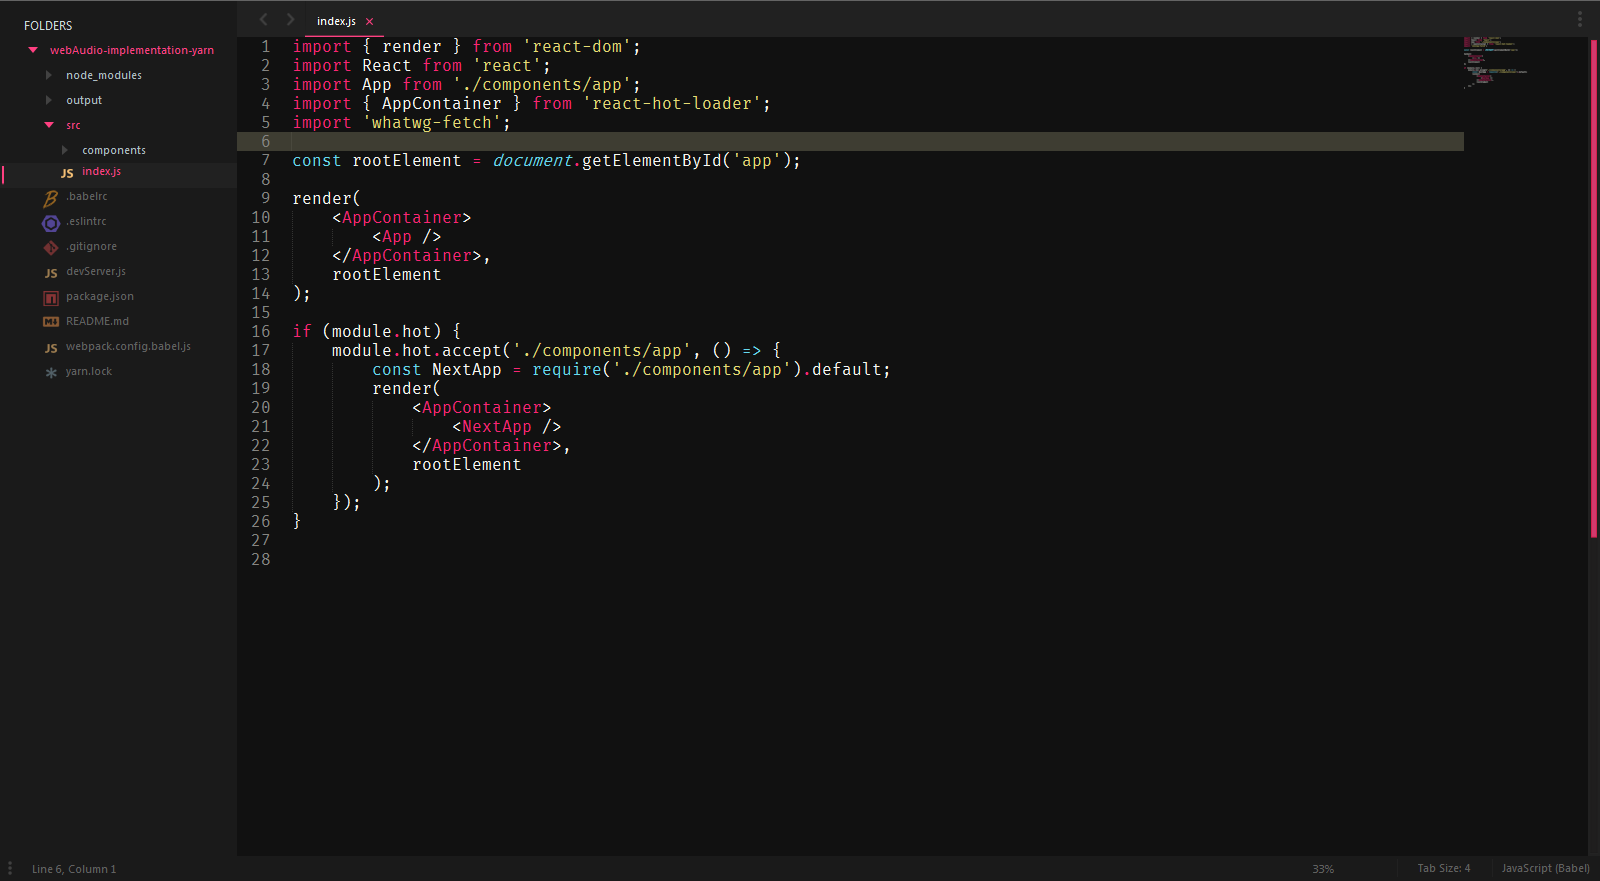 FOLDERS
webAudio-implementation-yarn
node_modules
output
src
components
JS index.js
.babelrc
.eslintrc
.gitignore
JS devServer.js
package.json
README.md
JS webpack.config.babel.js
yarn.lock
index.js ×
1 import { render } from 'react-dom';
2 import React from 'react';
3 import App from './components/app';
4 import { AppContainer } from 'react-hot-loader';
5 import 'whatwg-fetch';
6
7 const rootElement = document.getElementById('app');
8
9 render(
10     <AppContainer>
11         <App />
12     </AppContainer>,
13     rootElement
14 );
15
16 if (module.hot) {
17     module.hot.accept('./components/app', () => {
18         const NextApp = require('./components/app').default;
19         render(
20             <AppContainer>
21                 <NextApp />
22             </AppContainer>,
23             rootElement
24         );
25     });
26 }
27
28
Line 6, Column 1
33%
Tab Size: 4
JavaScript (Babel)